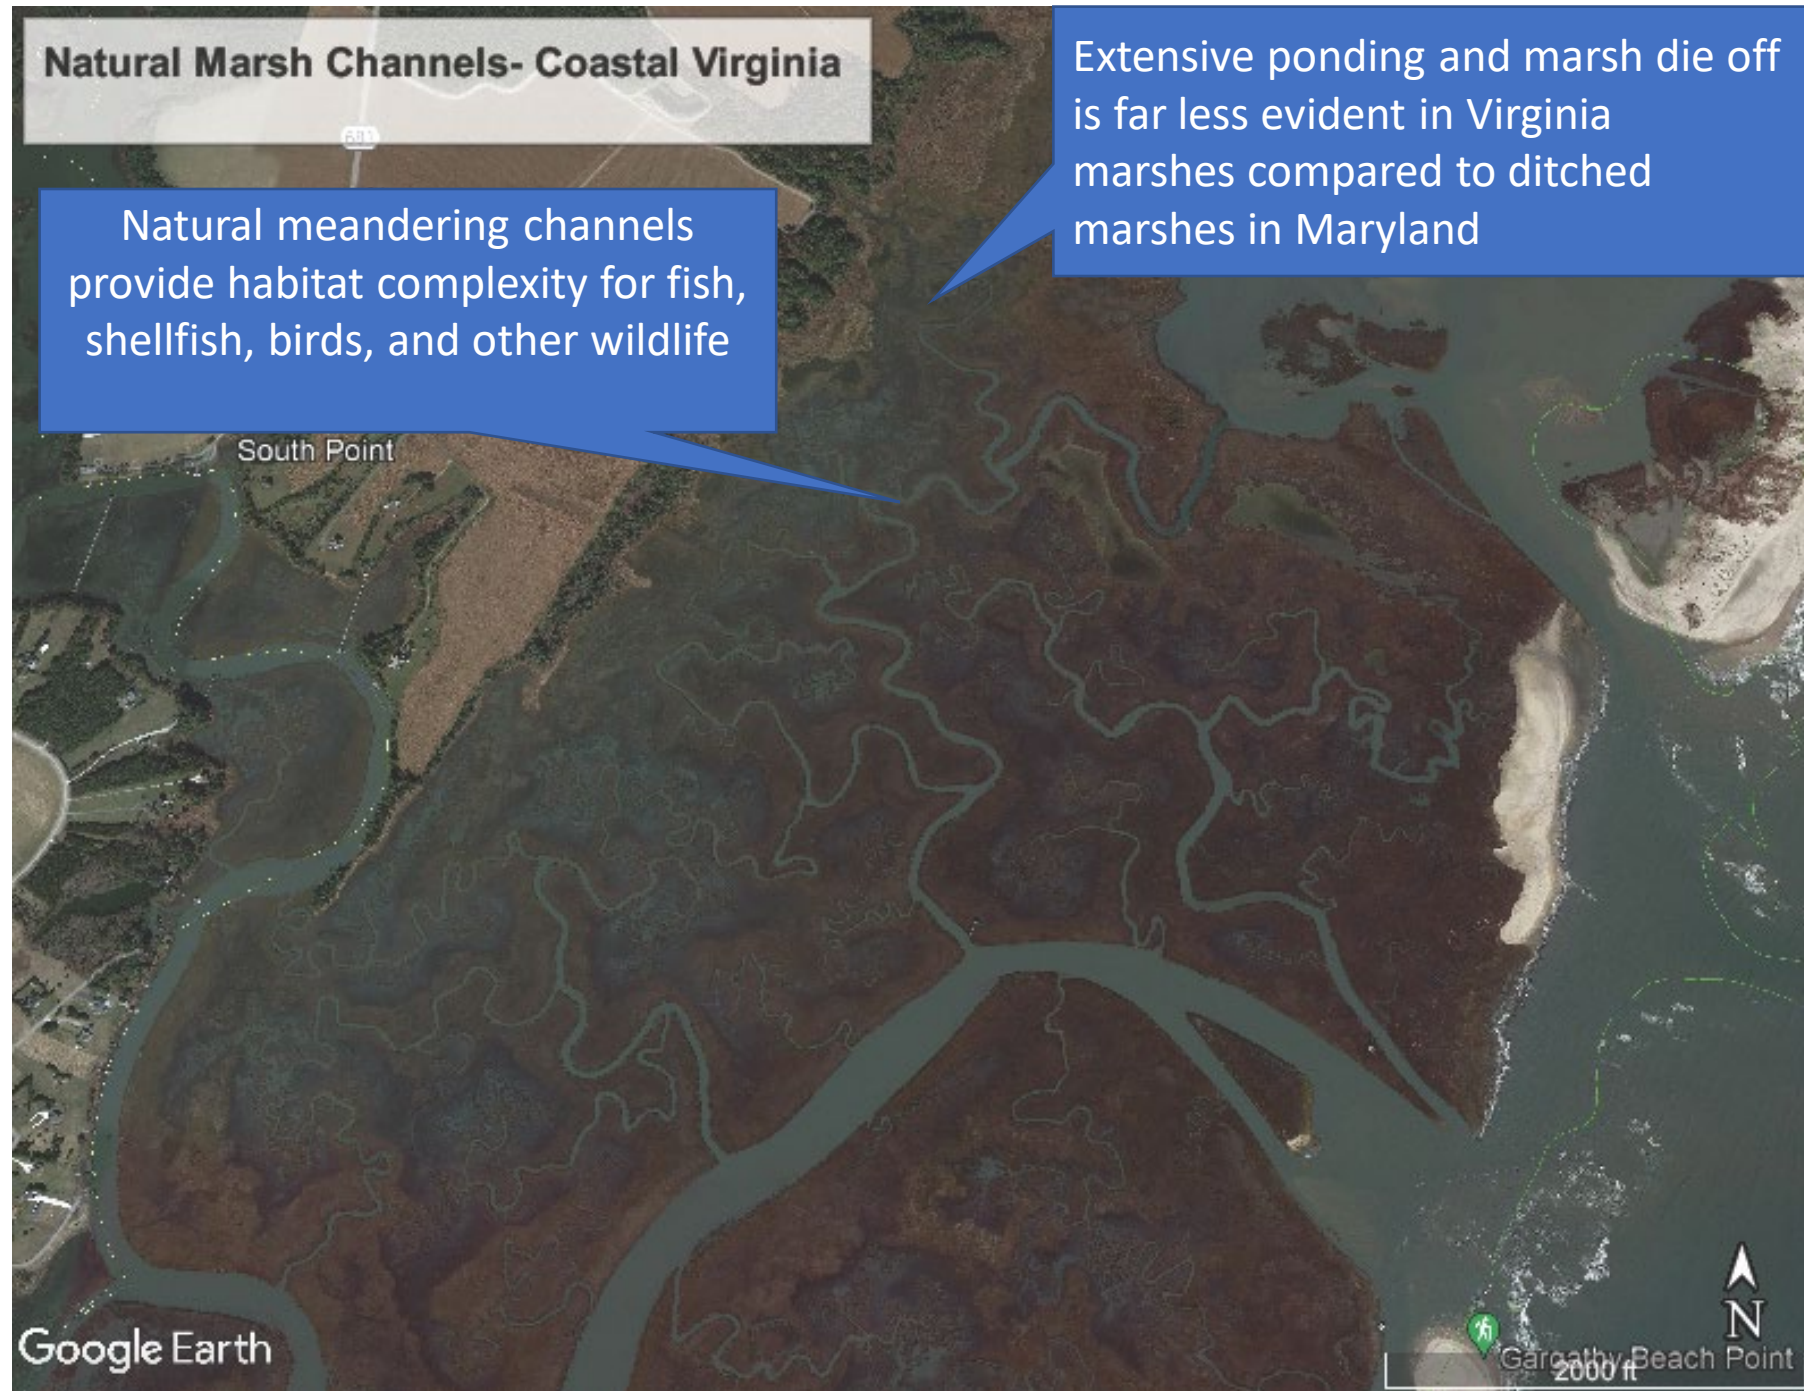 Natural Marsh Channels- Coastal Virginia
Extensive ponding and marsh die off
is far less evident in Virginia
marshes compared to ditched
marshes in Maryland
Natural meandering channels
provide habitat complexity for fish,
shellfish, birds, and other wildlife
South Point
Google Earth
N
Gargathy Beach Point
2000 ft